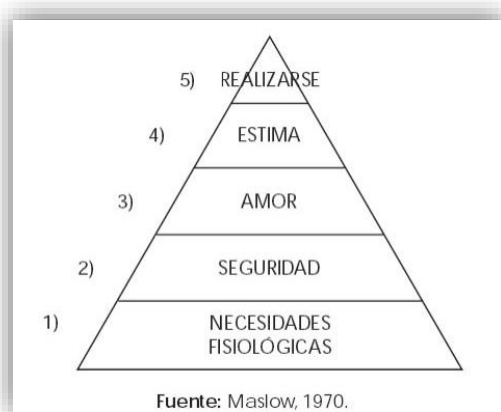 5) REALIZARSE
4) ESTIMA
3) AMOR
2) SEGURIDAD
1) NECESIDADES
FISIOLÓGICAS
Fuente: Maslow, 1970.